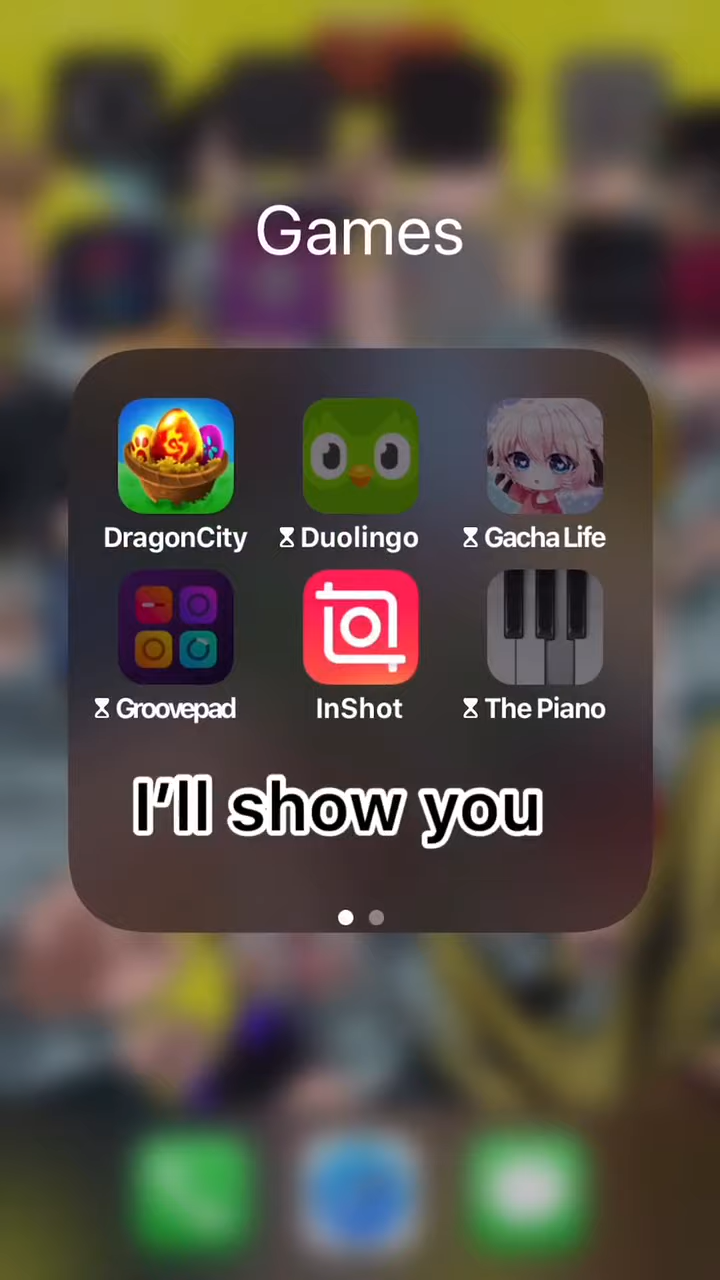 Games
DragonCity
Duolingo
Gacha Life
Groovepad
InShot
The Piano
I'll show you